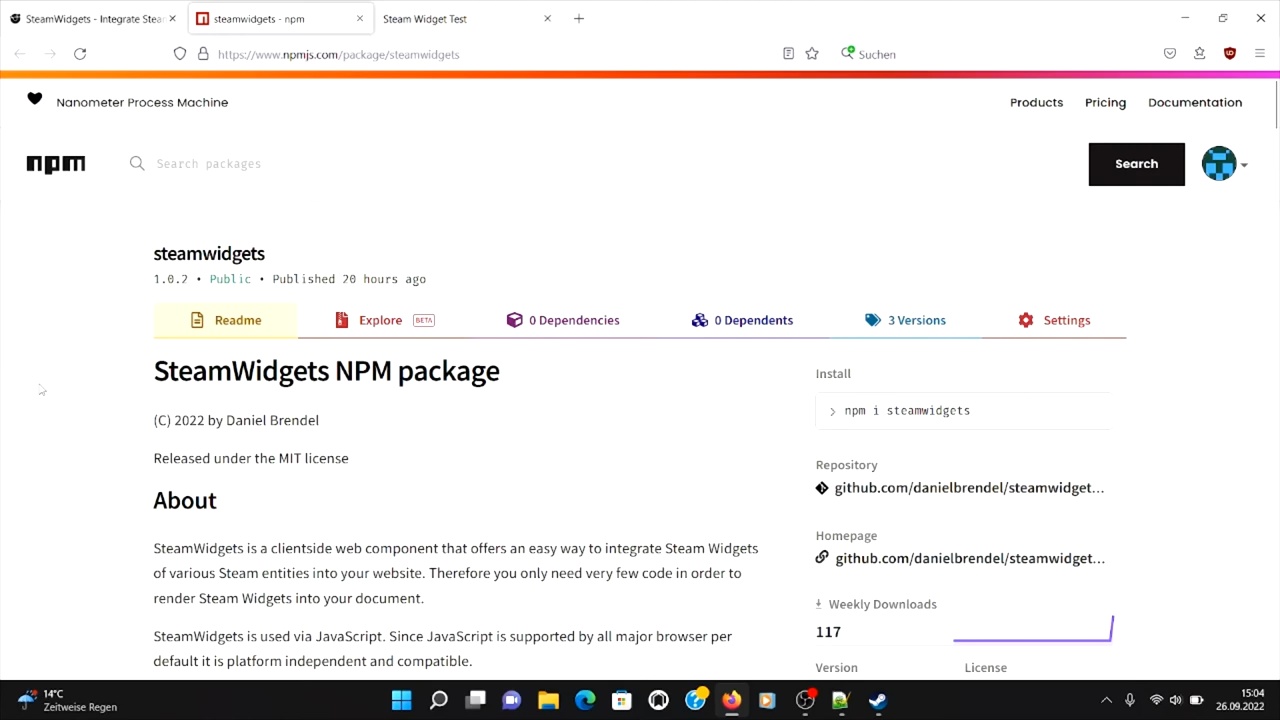 SteamWidgets - Integrate Stea
steamwidgets - npm
Steam Widget Test
https://www.npmjs.com/package/steamwidgets
Suchen
Nanometer Process Machine
Products
Pricing
Documentation
npm
Search packages
Search
steamwidgets
1.0.2 • Public • Published 20 hours ago
Readme
Explore BETA
0 Dependencies
0 Dependents
3 Versions
Settings
SteamWidgets NPM package
(C) 2022 by Daniel Brendel
Released under the MIT license
About
SteamWidgets is a clientside web component that offers an easy way to integrate Steam Widgets
of various Steam entities into your website. Therefore you only need very few code in order to
render Steam Widgets into your document.
SteamWidgets is used via JavaScript. Since JavaScript is supported by all major browser per
default it is platform independent and compatible.
Install
npm i steamwidgets
Repository
github.com/danielbrendel/steamwidget...
Homepage
github.com/danielbrendel/steamwidget...
Weekly Downloads
117
Version
License
14°C
Zeitweise Regen
15:04
26.09.2022